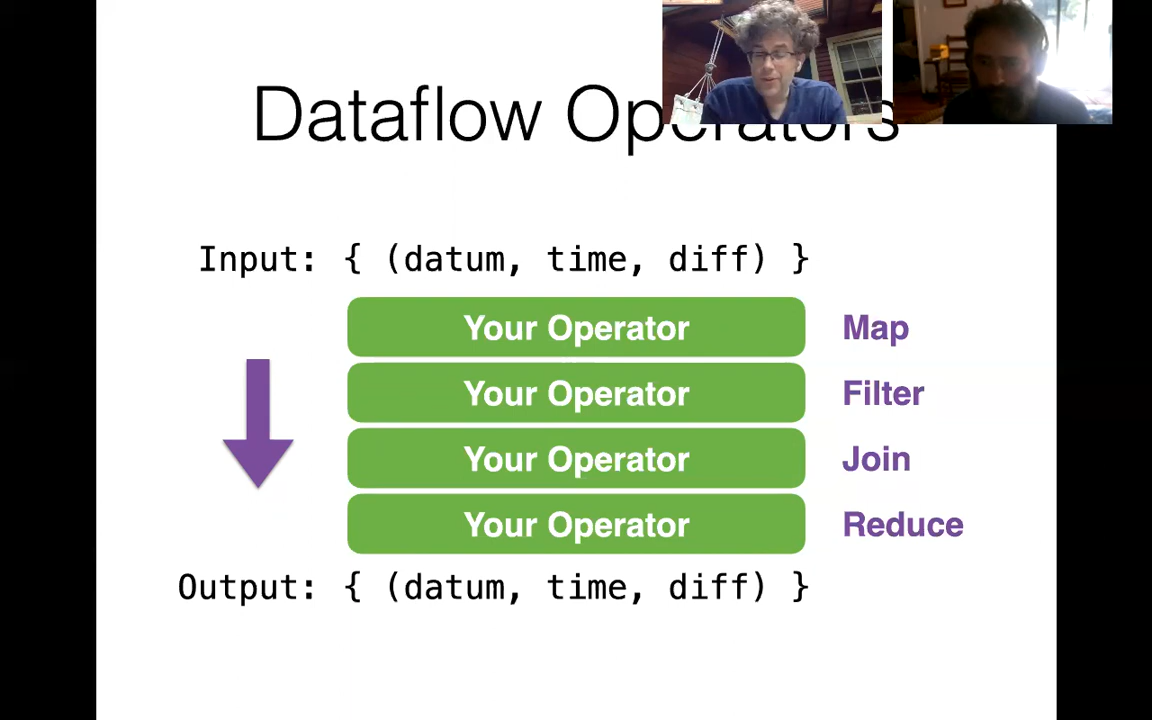 Dataflow Operators
Input: { (datum, time, diff) }
Your Operator Map
Your Operator Filter
Your Operator Join
Your Operator Reduce
Output: { (datum, time, diff) }